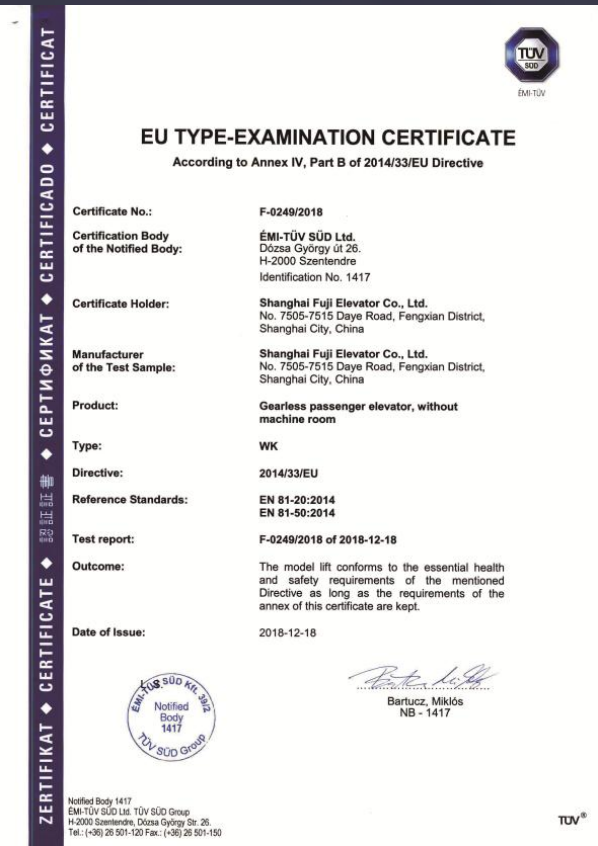 TÜV
SÜD
ÉMI-TÜV
EU TYPE-EXAMINATION CERTIFICATE
According to Annex IV, Part B of 2014/33/EU Directive
Certificate No.: F-0249/2018
Certification Body of the Notified Body: ÉMI-TÜV SÜD Ltd.
Dózsa György út 26.
H-2000 Szentendre
Identification No. 1417
Certificate Holder: Shanghai Fuji Elevator Co., Ltd.
No. 7505-7515 Daye Road, Fengxian District,
Shanghai City, China
Manufacturer of the Test Sample: Shanghai Fuji Elevator Co., Ltd.
No. 7505-7515 Daye Road, Fengxian District,
Shanghai City, China
Product: Gearless passenger elevator, without
machine room
Type: WK
Directive: 2014/33/EU
Reference Standards: EN 81-20:2014
EN 81-50:2014
Test report: F-0249/2018 of 2018-12-18
Outcome: The model lift conforms to the essential health
and safety requirements of the mentioned
Directive as long as the requirements of the
annex of this certificate are kept.
Date of Issue: 2018-12-18
ÉMI-TÜV SÜD Kft. 39/2
Notified
Body
1417
TÜV SÜD Group
Bartucz, Miklós
NB - 1417
Notified Body 1417
ÉMI-TÜV SÜD Ltd. TÜV SÜD Group
H-2000 Szentendre, Dózsa György Str. 26.
Tel.: (+36) 26 501-120 Fax.: (+36) 26 501-150
TÜV®
ZERTIFIKAT ◆ CERTIFICATE ◆ 認証証書 ◆ СЕРТИФИКАТ ◆ CERTIFICADO ◆ CERTIFICAT